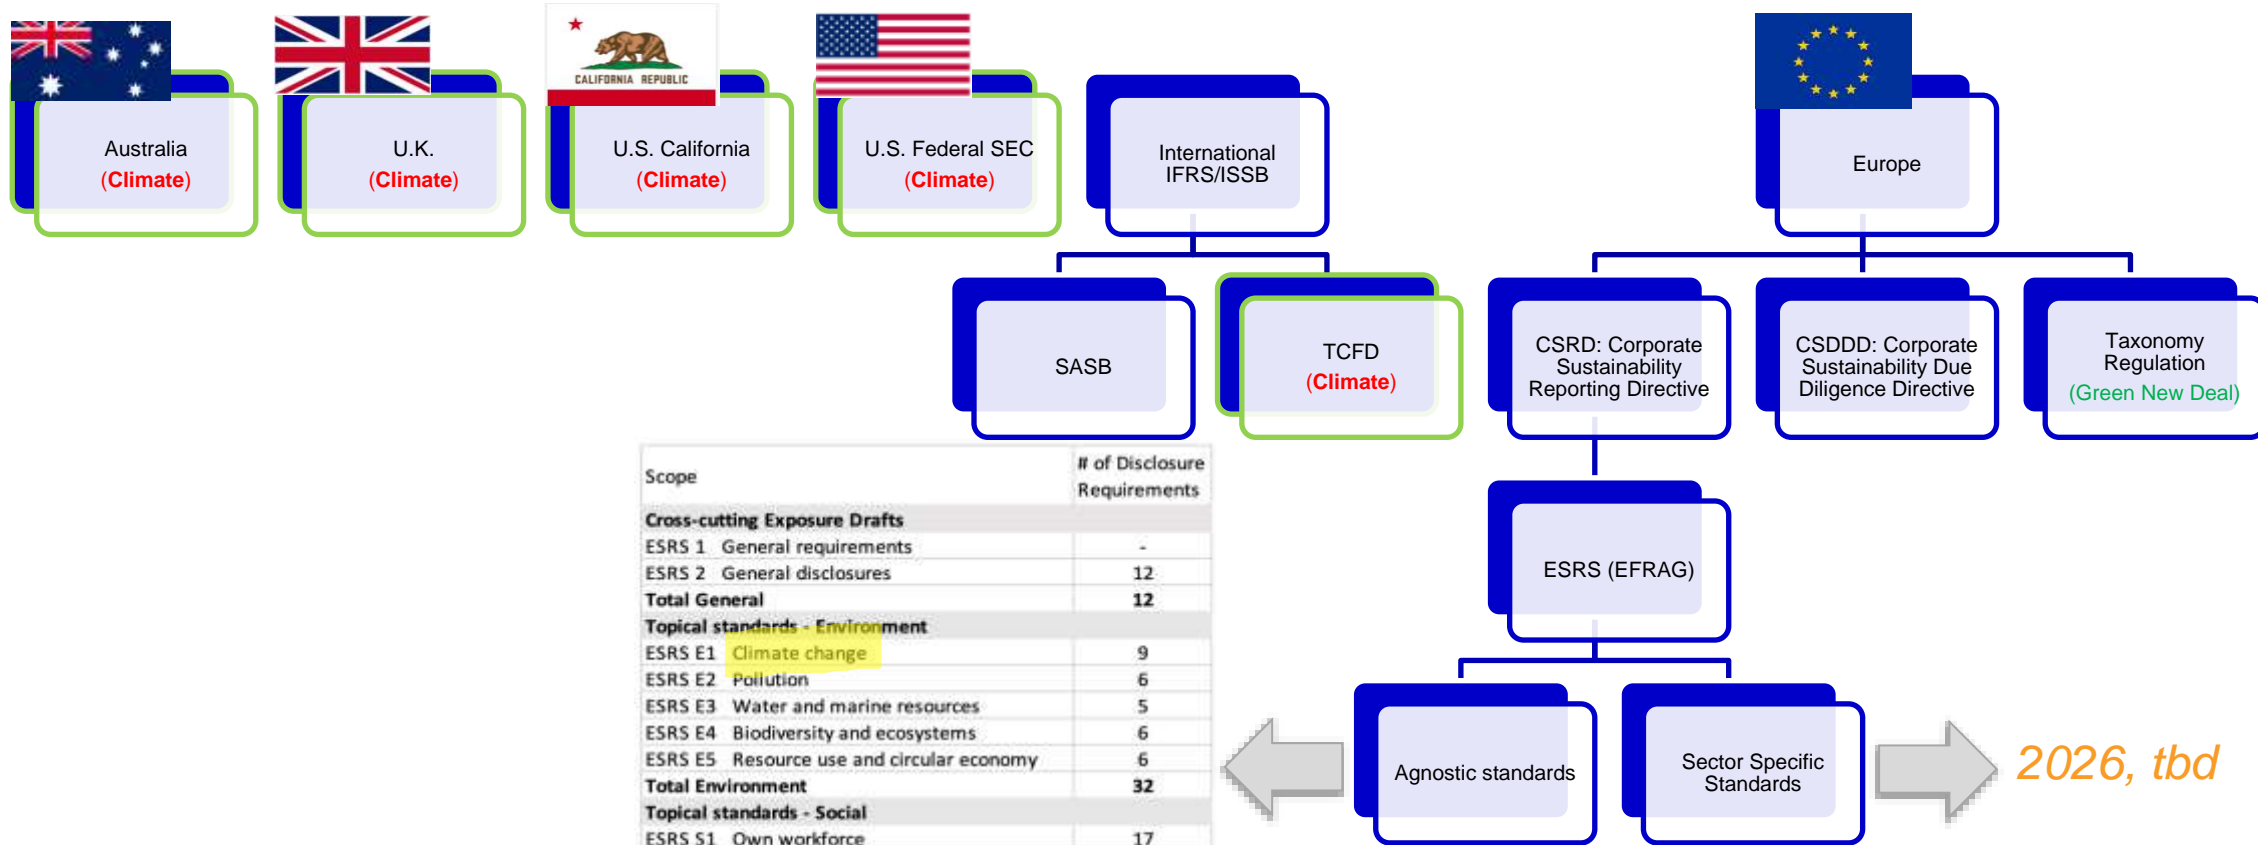 CALIFORNIA REPUBLIC
Australia
(Climate)
U.K.
(Climate)
U.S. California
(Climate)
U.S. Federal SEC
(Climate)
International
IFRS/ISSB
Europe
SASB
TCFD
(Climate)
CSRD: Corporate
Sustainability
Reporting Directive
CSDDD: Corporate
Sustainability Due
Diligence Directive
Taxonomy
Regulation
(Green New Deal)
ESRS (EFRAG)
Agnostic standards
Sector Specific
Standards
2026, tbd
Scope # of Disclosure
Requirements
Cross-cutting Exposure Drafts
ESRS 1 General requirements -
ESRS 2 General disclosures 12
Total General 12
Topical standards - Environment
ESRS E1 Climate change 9
ESRS E2 Pollution 6
ESRS E3 Water and marine resources 5
ESRS E4 Biodiversity and ecosystems 6
ESRS E5 Resource use and circular economy 6
Total Environment 32
Topical standards - Social
ESRS S1 Own workforce 17